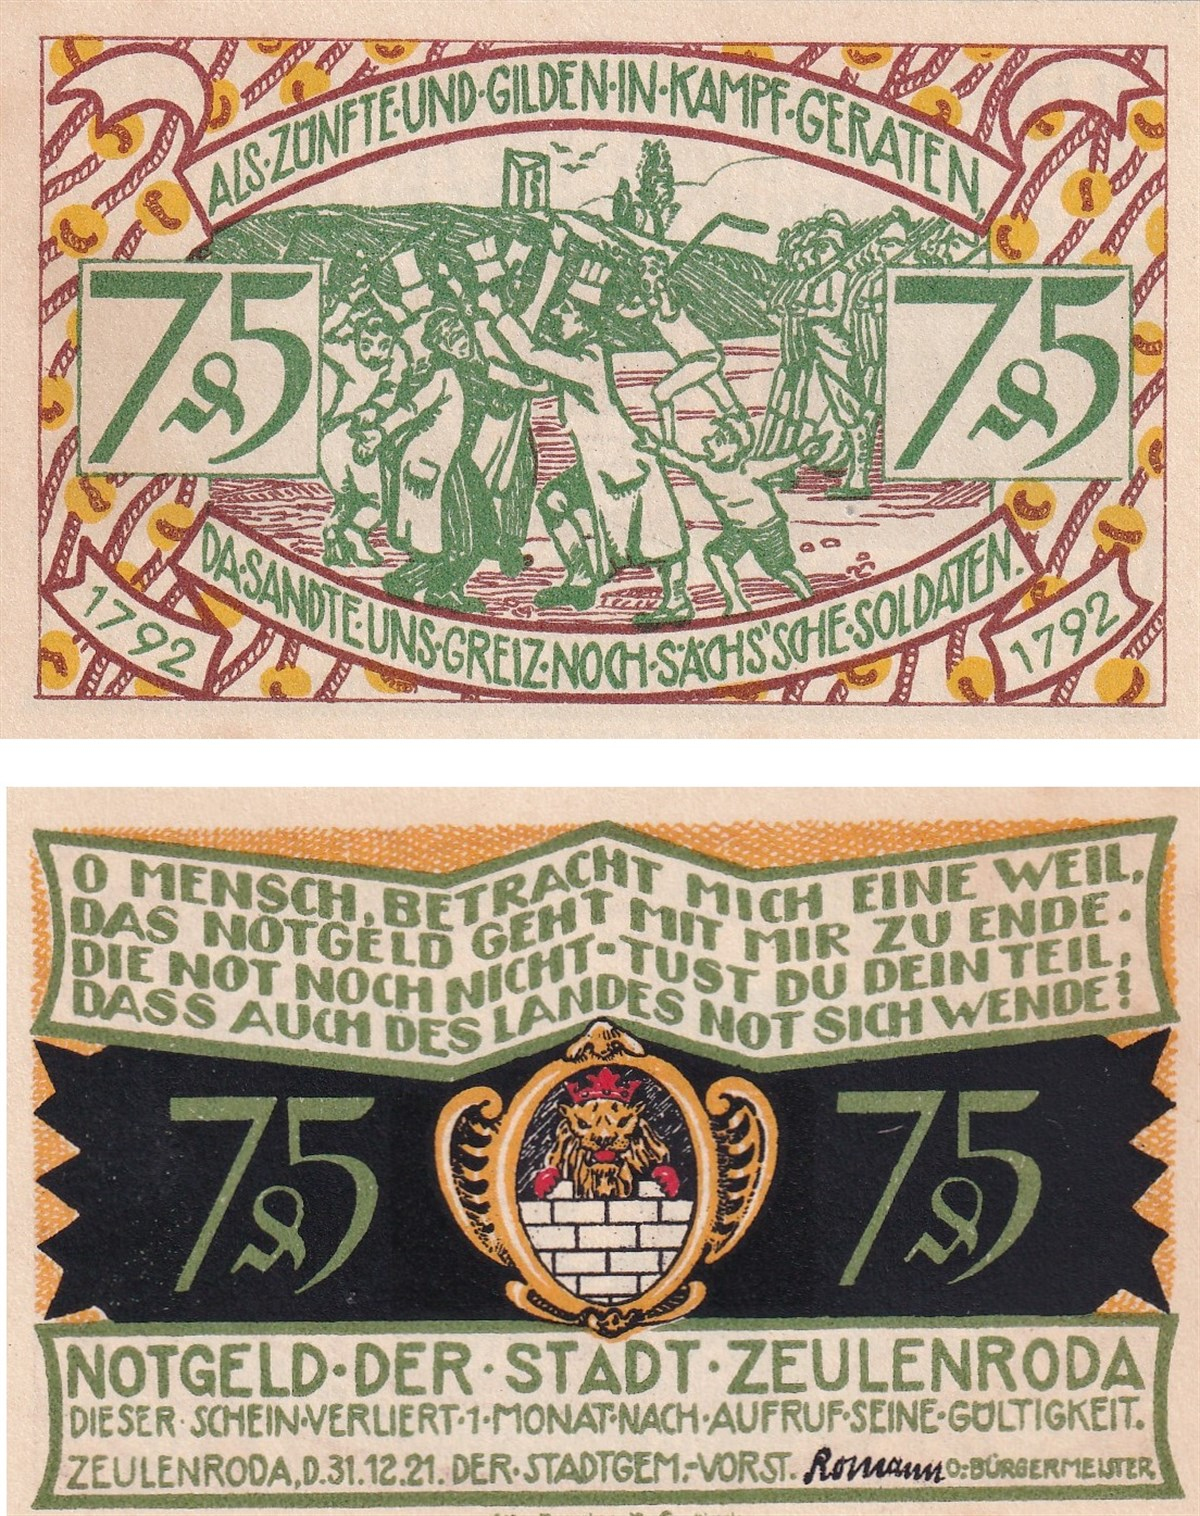 ALS·ZÜNFTE·UND·GILDEN·IN·KAMPF·GERATEN,
75 75
DA·SANDTE·UNS·GREIZ·NOCH·SÄCHS'SCHE·SOLDATEN.
1792 1792
O MENSCH, BETRACHT MICH EINE WEIL,
DAS NOTGELD GEHT MIT MIR ZU ENDE.
DIE NOT NOCH NICHT-TUST DU DEIN TEIL,
DASS AUCH DES LANDES NOT SICH WENDE?
75 75
NOTGELD·DER·STADT·ZEULENRODA
DIESER·SCHEIN·VERLIERT·1·MONAT·NACH·AUFRUF·SEINE·GÜLTIGKEIT.
ZEULENRODA, D. 31.12.21. DER·STADTGEM.-VORST. Romann O.-BÜRGERMEISTER